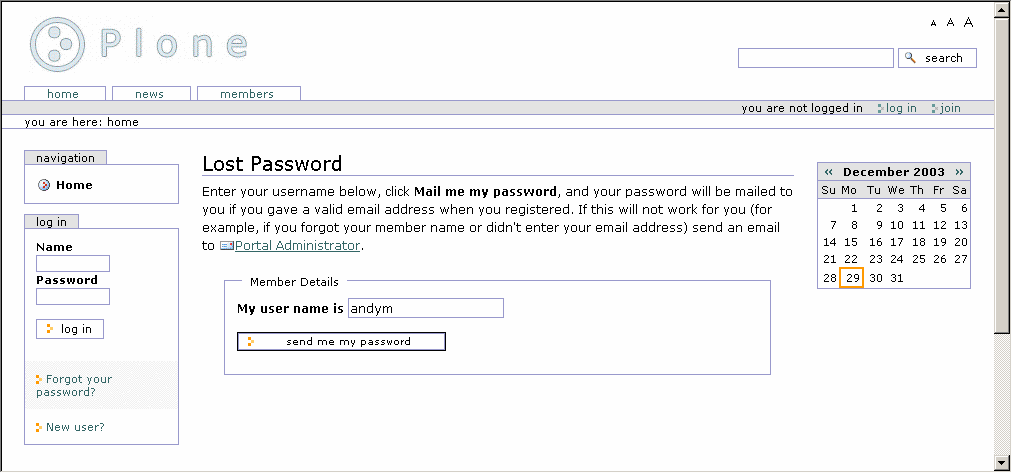 Plone
A A A
search
home news members
you are not logged in log in join
you are here: home
navigation
Home
log in
Name
Password
log in
Forgot your
password?
New user?
Lost Password
Enter your username below, click Mail me my password, and your password will be mailed to
you if you gave a valid email address when you registered. If this will not work for you (for
example, if you forgot your member name or didn't enter your email address) send an email
to Portal Administrator.
Member Details
My user name is andym
send me my password
« December 2003 »
Su Mo Tu We Th Fr Sa
1 2 3 4 5 6
7 8 9 10 11 12 13
14 15 16 17 18 19 20
21 22 23 24 25 26 27
28 29 30 31